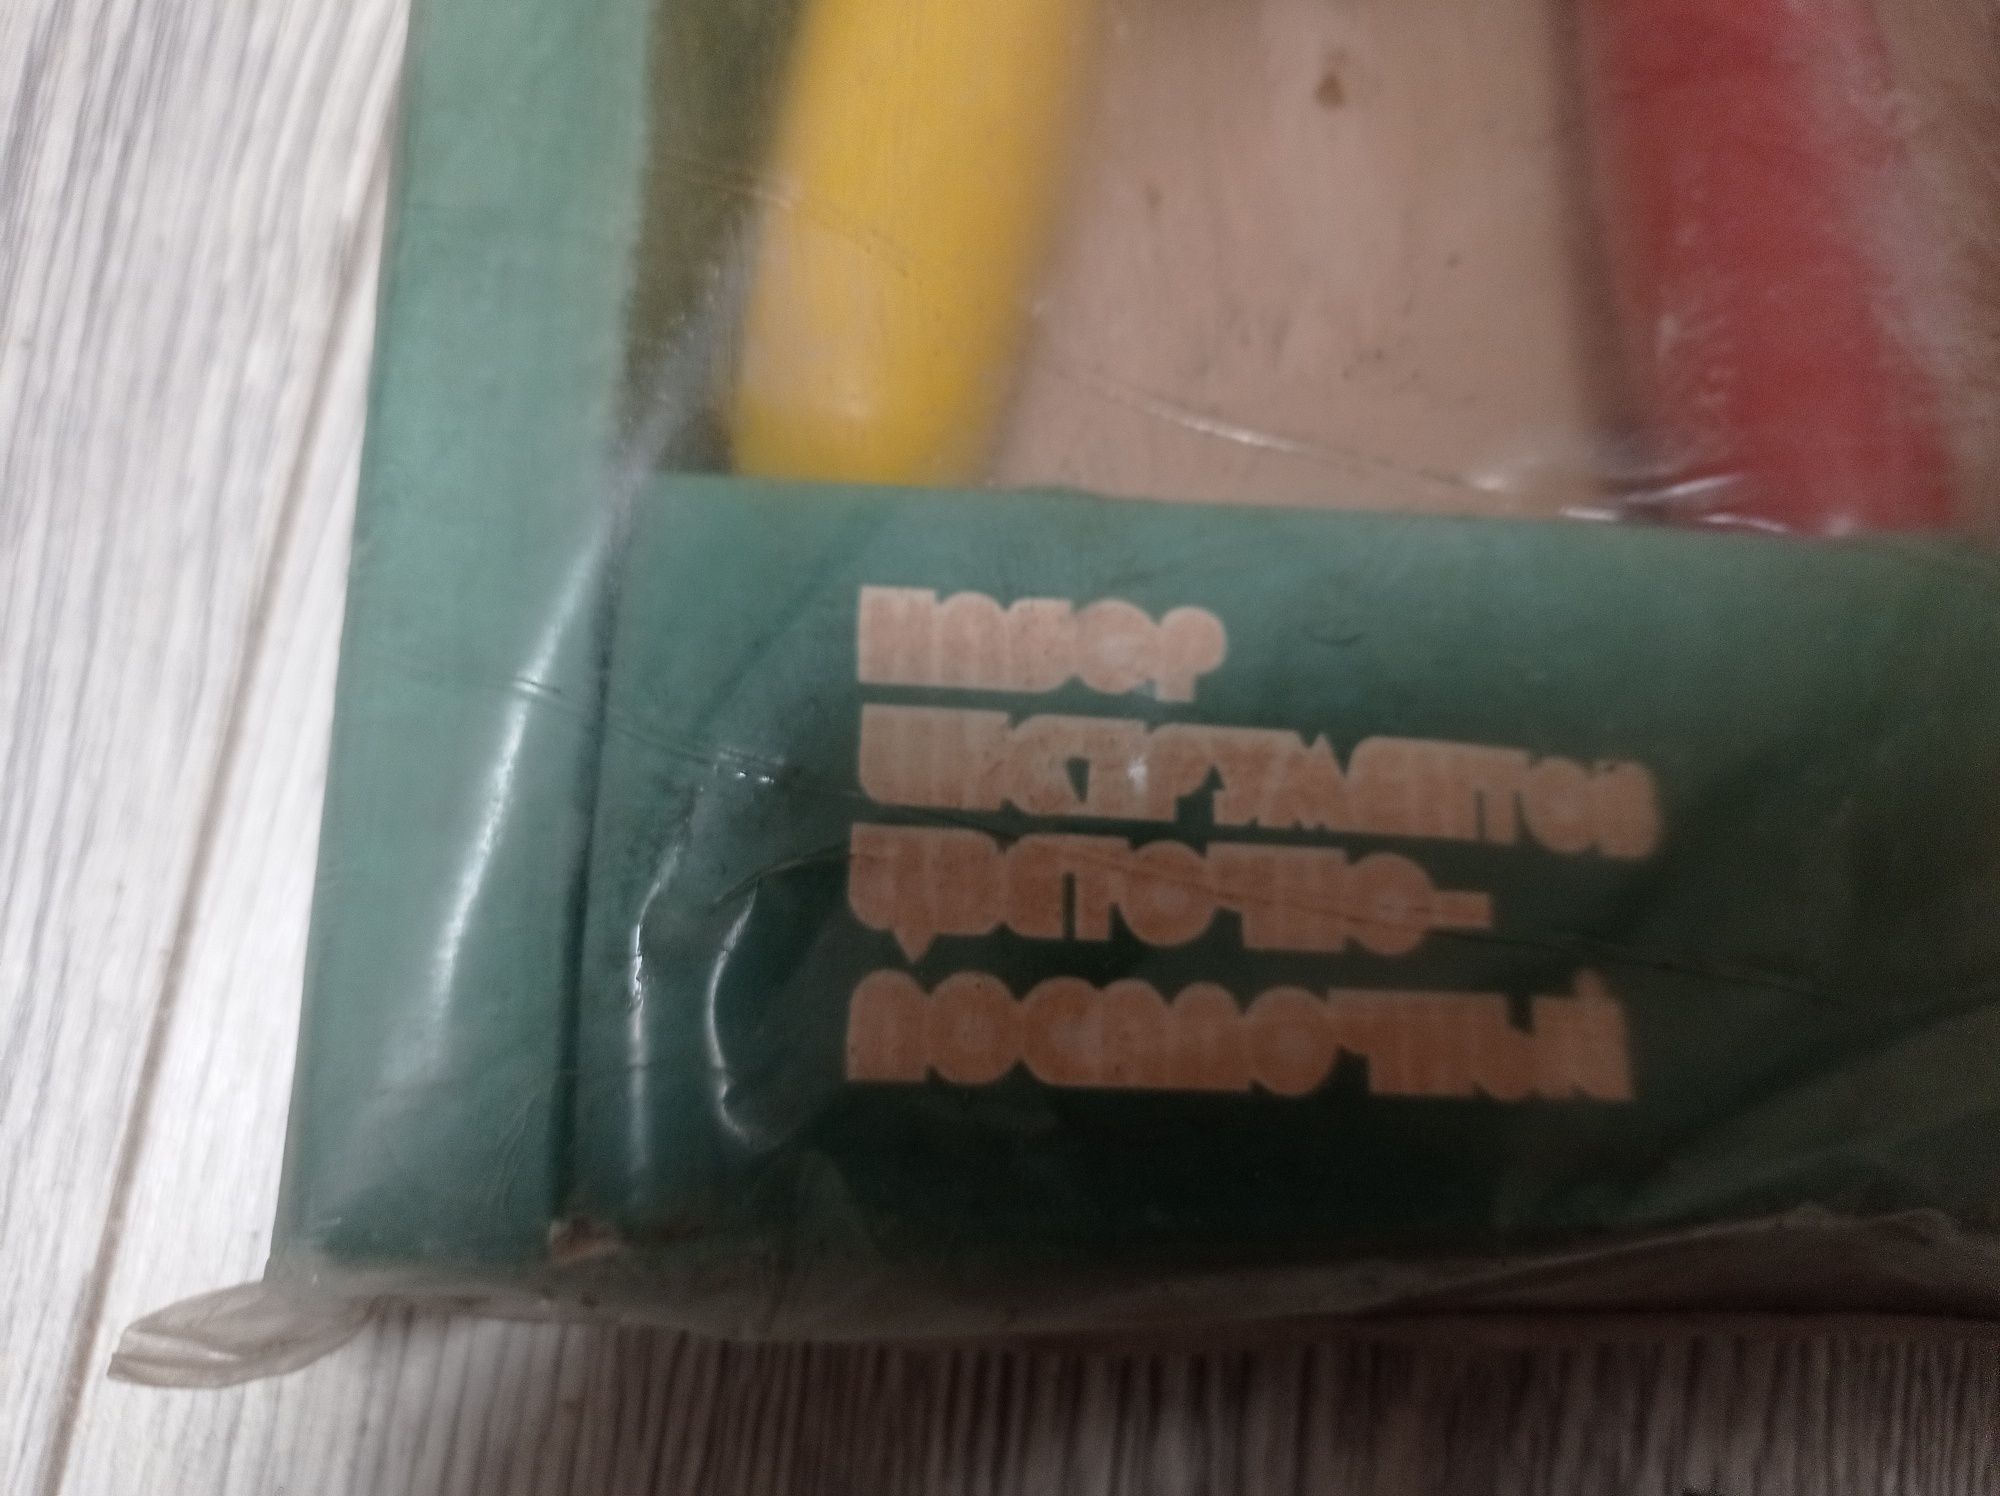 набор
инструментов
цветочно-
посадочный